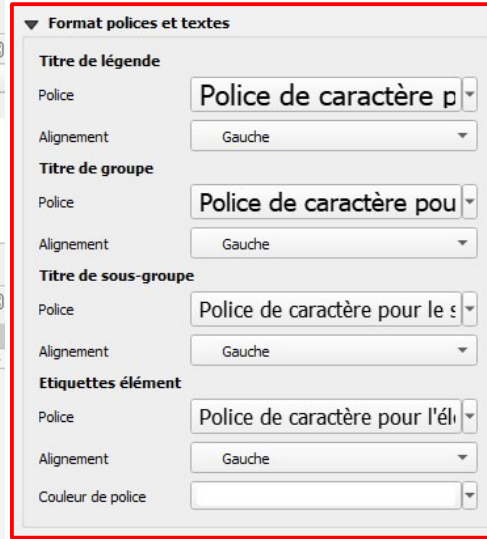 Format polices et textes
Titre de légende
Police Police de caractère p
Alignement Gauche
Titre de groupe
Police Police de caractère pou
Alignement Gauche
Titre de sous-groupe
Police Police de caractère pour le s
Alignement Gauche
Etiquettes élément
Police Police de caractère pour l'élé
Alignement Gauche
Couleur de police